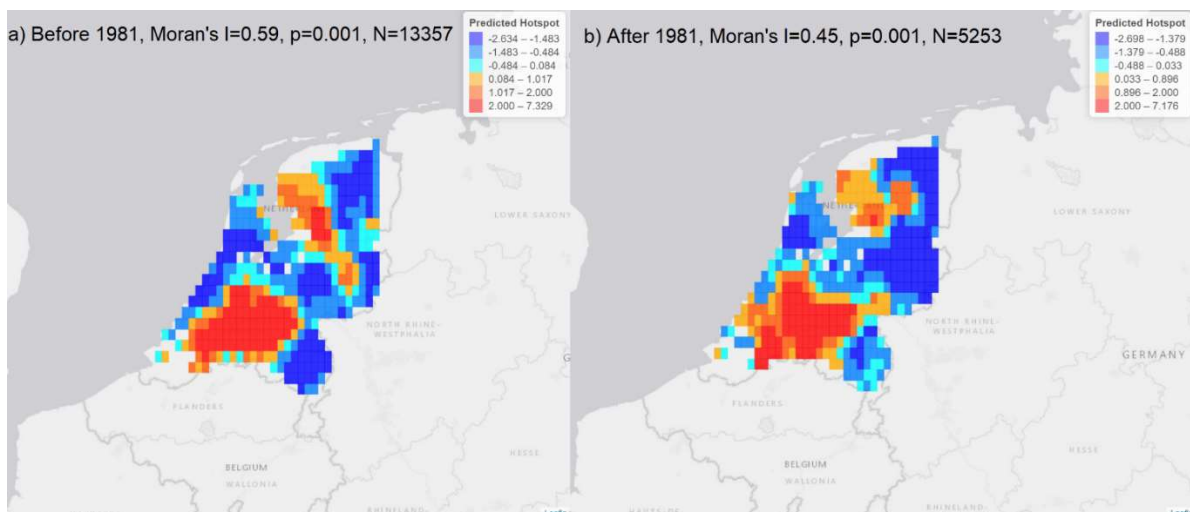 a) Before 1981, Moran's I=0.59, p=0.001, N=13357
Predicted Hotspot
-2.634 – -1.483
-1.483 – -0.484
-0.484 – 0.084
0.084 – 1.017
1.017 – 2.000
2.000 – 7.329
LOWER SAXONY
NORTH RHINE-
WESTPHALIA
FLANDERS
BELGIUM
WALLONIA
b) After 1981, Moran's I=0.45, p=0.001, N=5253
Predicted Hotspot
-2.698 – -1.379
-1.379 – -0.488
-0.488 – 0.033
0.033 – 0.896
0.896 – 2.000
2.000 – 7.176
LOWER SAXONY
NORTH RHINE-
WESTPHALIA
GERMANY
FLANDERS
HESSE
BELGIUM
WALLONIA